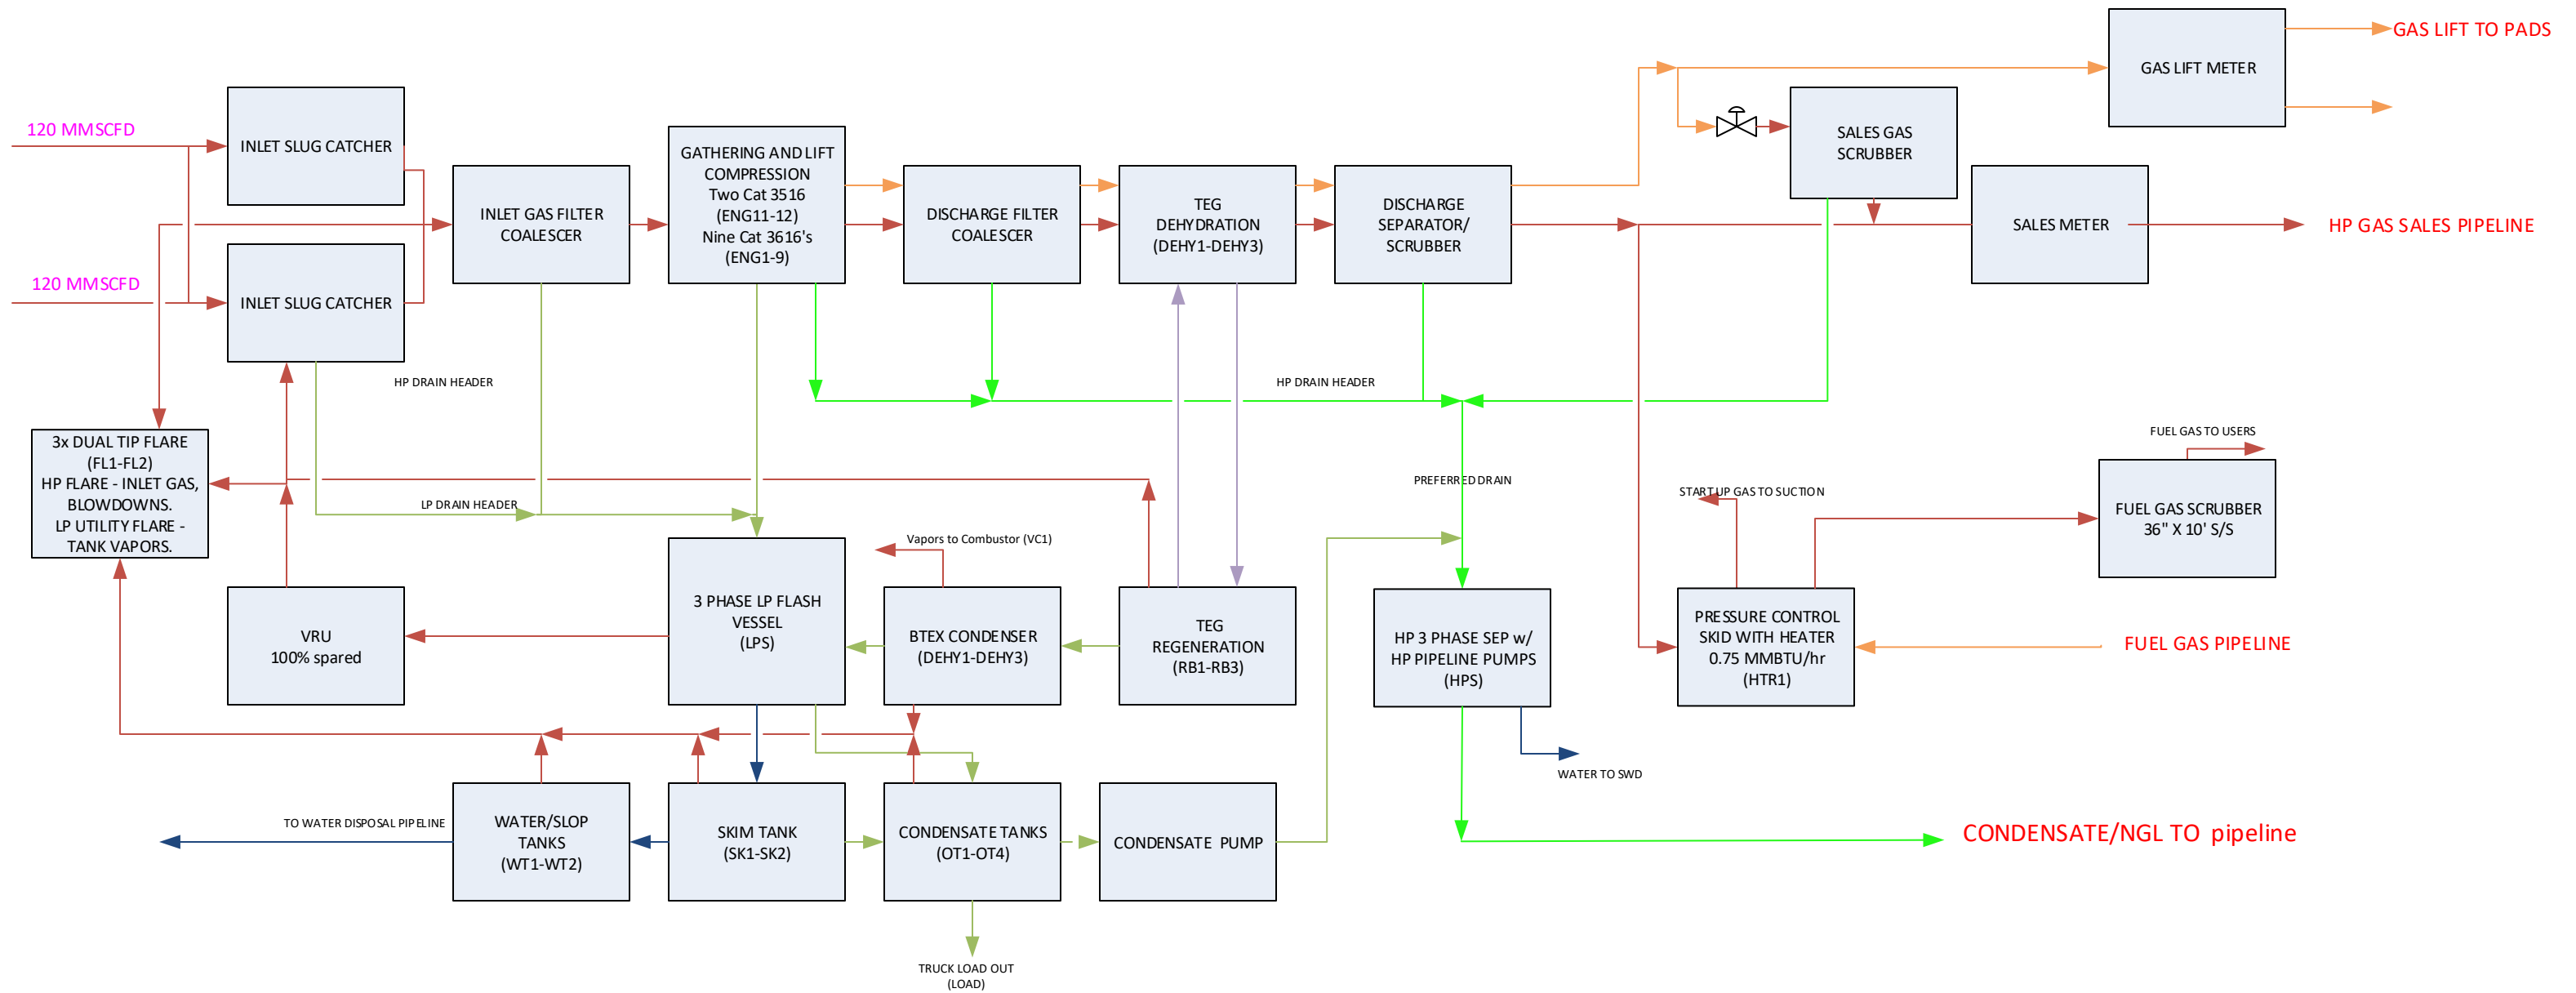 GAS LIFT TO PADS
GAS LIFT METER
120 MMSCFD
INLET SLUG CATCHER
SALES GAS
SCRUBBER
GATHERING AND LIFT
COMPRESSION
Two Cat 3516
(ENG11-12)
Nine Cat 3616's
(ENG1-9)
INLET GAS FILTER
COALESCER
DISCHARGE FILTER
COALESCER
TEG
DEHYDRATION
(DEHY1-DEHY3)
DISCHARGE
SEPARATOR/
SCRUBBER
SALES METER
HP GAS SALES PIPELINE
120 MMSCFD
INLET SLUG CATCHER
HP DRAIN HEADER
HP DRAIN HEADER
3x DUAL TIP FLARE
(FL1-FL2)
HP FLARE - INLET GAS,
BLOWDOWNS.
LP UTILITY FLARE -
TANK VAPORS.
FUEL GAS TO USERS
PREFERRED DRAIN
START UP GAS TO SUCTION
LP DRAIN HEADER
FUEL GAS SCRUBBER
36" X 10' S/S
Vapors to Combustor (VC1)
VRU
100% spared
3 PHASE LP FLASH
VESSEL
(LPS)
BTEX CONDENSER
(DEHY1-DEHY3)
TEG
REGENERATION
(RB1-RB3)
HP 3 PHASE SEP w/
HP PIPELINE PUMPS
(HPS)
PRESSURE CONTROL
SKID WITH HEATER
0.75 MMBTU/hr
(HTR1)
FUEL GAS PIPELINE
WATER TO SWD
TO WATER DISPOSAL PIPELINE
WATER/SLOP
TANKS
(WT1-WT2)
SKIM TANK
(SK1-SK2)
CONDENSATE TANKS
(OT1-OT4)
CONDENSATE PUMP
CONDENSATE/NGL TO pipeline
TRUCK LOAD OUT
(LOAD)